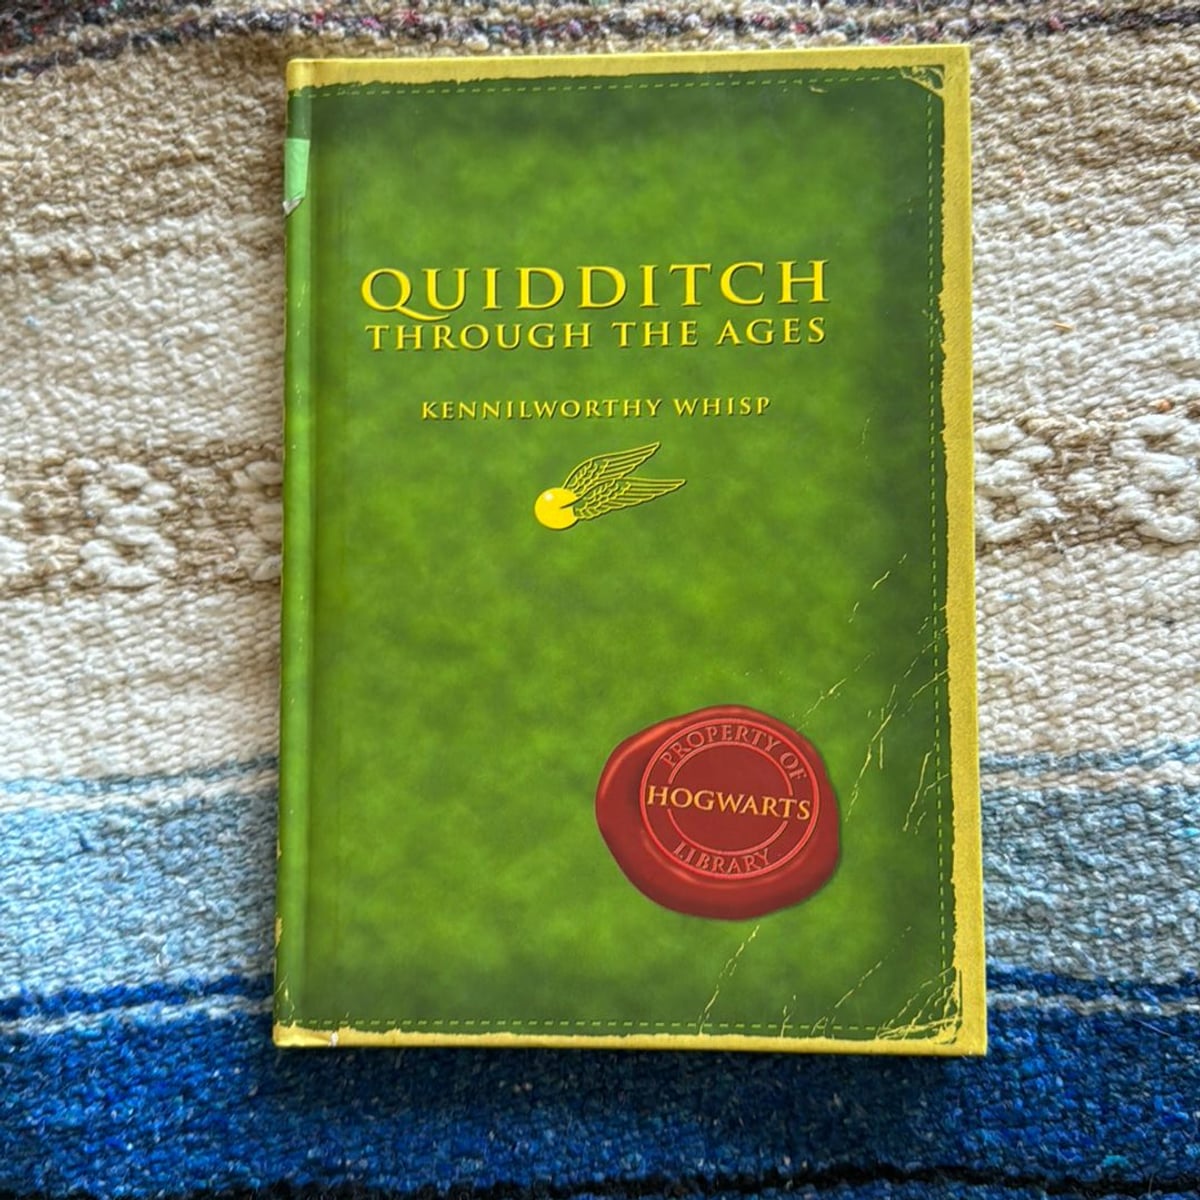 QUIDDITCH
THROUGH THE AGES
KENNILWORTHY WHISP
PROPERTY OF
HOGWARTS
LIBRARY